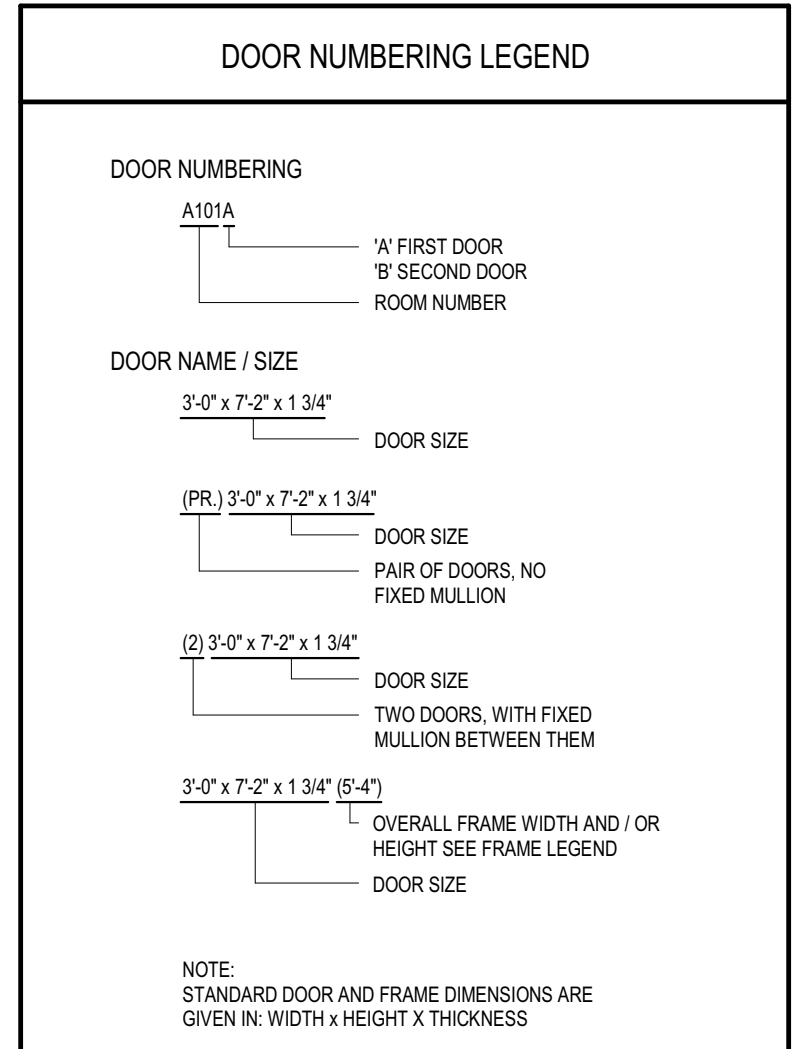 DOOR NUMBERING LEGEND
DOOR NUMBERING
A101A
'A' FIRST DOOR
'B' SECOND DOOR
ROOM NUMBER
DOOR NAME / SIZE
3'-0" x 7'-2" x 1 3/4"
DOOR SIZE
(PR.) 3'-0" x 7'-2" x 1 3/4"
DOOR SIZE
PAIR OF DOORS, NO
FIXED MULLION
(2) 3'-0" x 7'-2" x 1 3/4"
DOOR SIZE
TWO DOORS, WITH FIXED
MULLION BETWEEN THEM
3'-0" x 7'-2" x 1 3/4" (5'-4")
OVERALL FRAME WIDTH AND / OR
HEIGHT SEE FRAME LEGEND
DOOR SIZE
NOTE:
STANDARD DOOR AND FRAME DIMENSIONS ARE
GIVEN IN: WIDTH x HEIGHT X THICKNESS